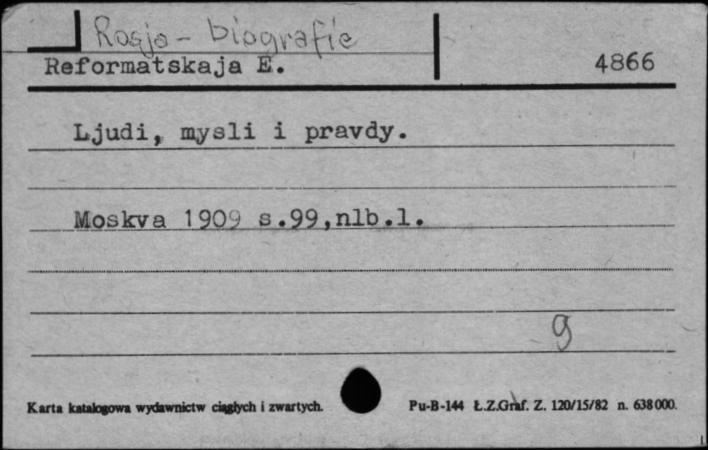 Rosja - biografie
Reformatskaja E.
4866
Ljudi, mysli i pravdy.
Moskva 1909 s.99,nlb.1.
9
Karta katalogowa wydawnictw ciągłych i zwartych.
Pu-B-144 Ł.Z.Graf. Z. 120/15/82 n. 638000.